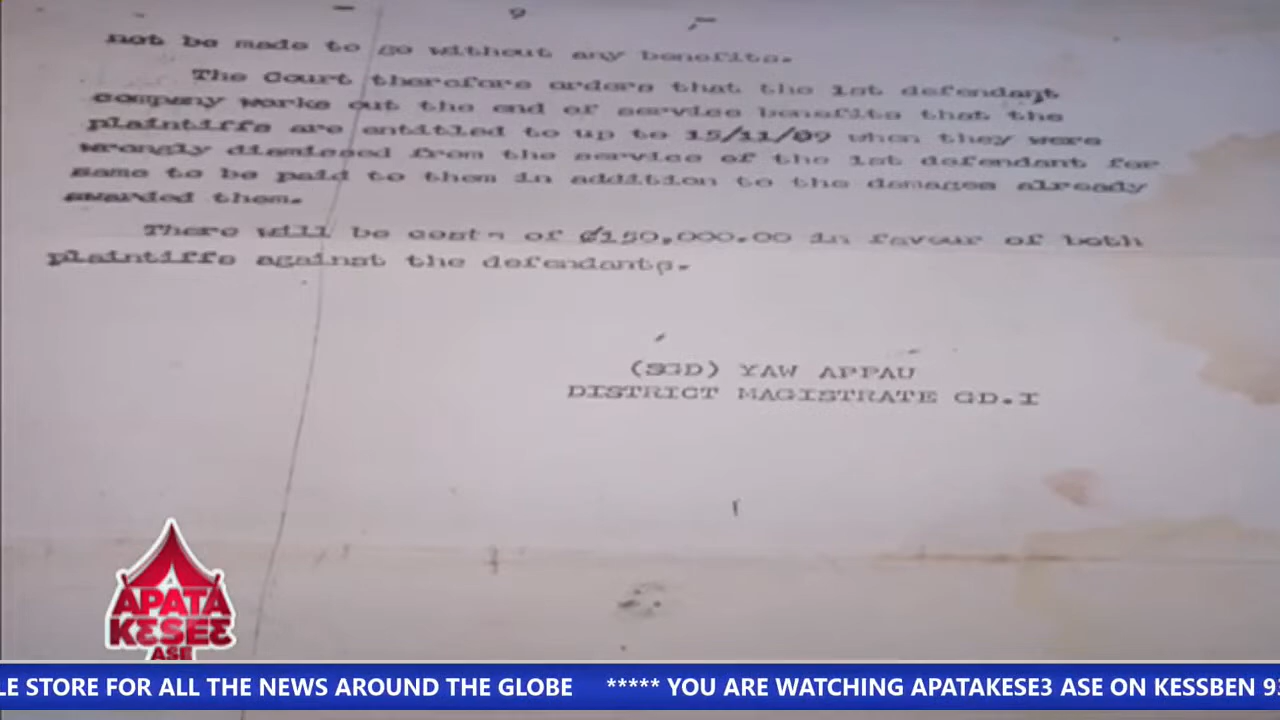 - 9 -
not be made to go without any benefits.
The Court therefore orders that the 1st defendant
company works out the end of service benefits that the
plaintiffs are entitled to up to 15/11/89 when they were
wrongly dismissed from the service of the 1st defendant for
same to be paid to them in addition to the damages already
awarded them.
There will be costs of ₵150,000.00 in favour of both
plaintiffs against the defendants.
(SGD) YAW APPAU
DISTRICT MAGISTRATE GD.I
APATA
KƐSEƐ
ASE
LE STORE FOR ALL THE NEWS AROUND THE GLOBE ***** YOU ARE WATCHING APATAKESE3 ASE ON KESSBEN 93